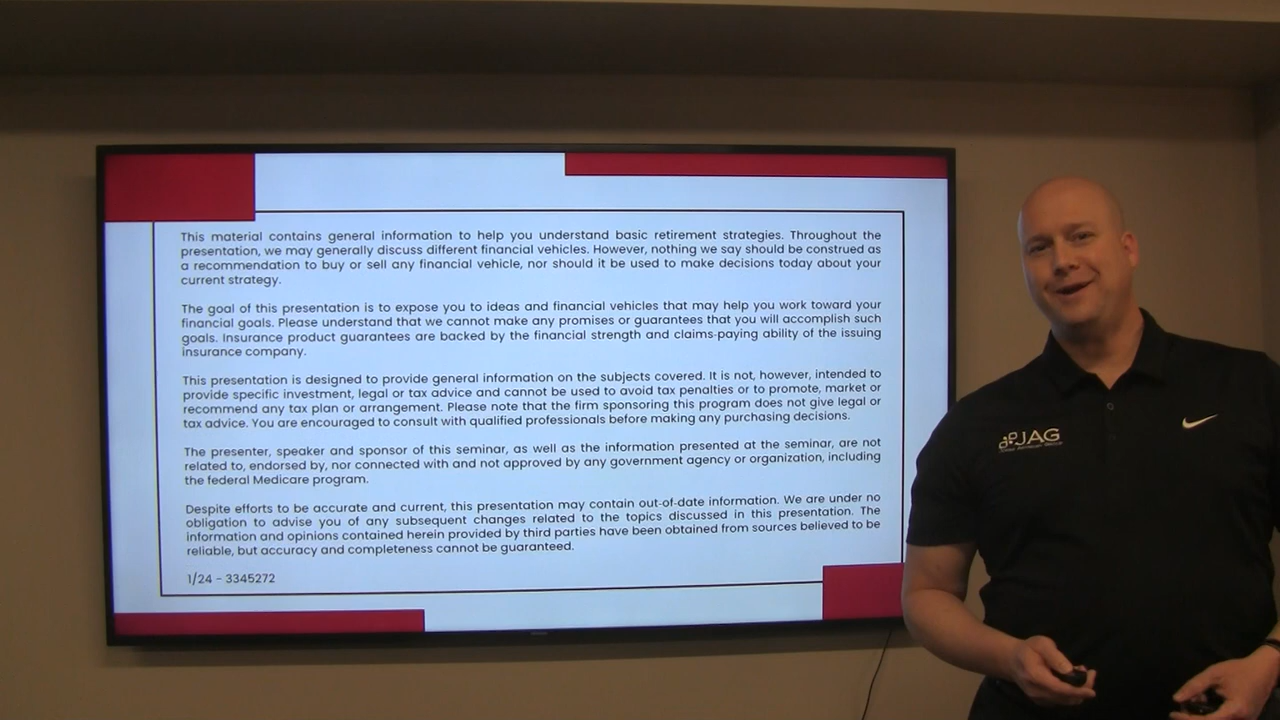 This material contains general information to help you understand basic retirement strategies. Throughout the
presentation, we may generally discuss different financial vehicles. However, nothing we say should be construed as
a recommendation to buy or sell any financial vehicle, nor should it be used to make decisions today about your
current strategy.
The goal of this presentation is to expose you to ideas and financial vehicles that may help you work toward your
financial goals. Please understand that we cannot make any promises or guarantees that you will accomplish such
goals. Insurance product guarantees are backed by the financial strength and claims-paying ability of the issuing
insurance company.
This presentation is designed to provide general information on the subjects covered. It is not, however, intended to
provide specific investment, legal or tax advice and cannot be used to avoid tax penalties or to promote, market or
recommend any tax plan or arrangement. Please note that the firm sponsoring this program does not give legal or
tax advice. You are encouraged to consult with qualified professionals before making any purchasing decisions.
The presenter, speaker and sponsor of this seminar, as well as the information presented at the seminar, are not
related to, endorsed by, nor connected with and not approved by any government agency or organization, including
the federal Medicare program.
Despite efforts to be accurate and current, this presentation may contain out-of-date information. We are under no
obligation to advise you of any subsequent changes related to the topics discussed in this presentation. The
information and opinions contained herein provided by third parties have been obtained from sources believed to be
reliable, but accuracy and completeness cannot be guaranteed.
1/24 - 3345272
JAG